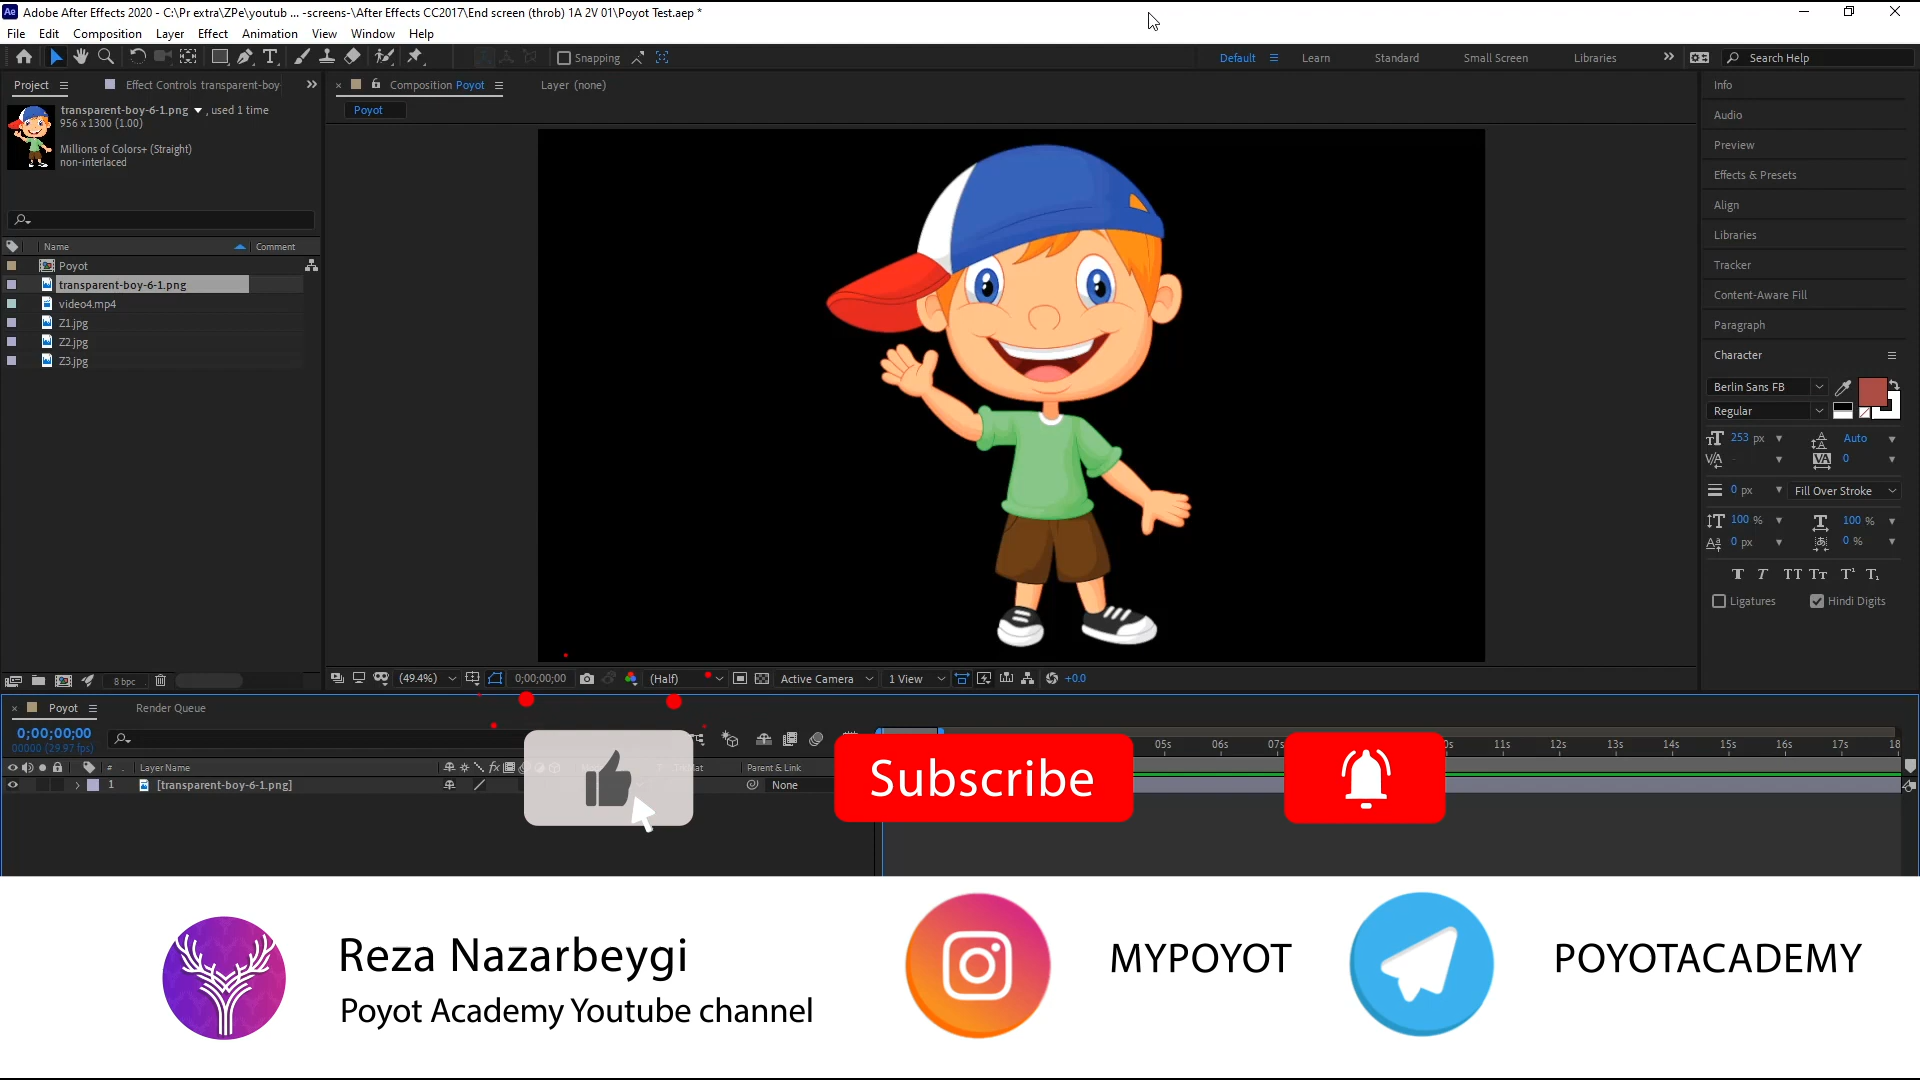 Adobe After Effects 2020 - C:\Pr extra\ZPe\youtub ... -screens-\After Effects CC2017\End screen (throb) 1A 2V 01\Poyot Test.aep *
File Edit Composition Layer Effect Animation View Window Help
Snapping
Default Learn Standard Small Screen Libraries Search Help
Project Effect Controls transparent-boy
Composition Poyot Layer (none)
Poyot
transparent-boy-6-1.png , used 1 time
956 x 1300 (1.00)
Millions of Colors+ (Straight)
non-interlaced
Name Comment
Poyot
transparent-boy-6-1.png
video4.mp4
Z1.jpg
Z2.jpg
Z3.jpg
8 bpc
(49.4%) 0;00;00;00 (Half) Active Camera 1 View +0.0
Info
Audio
Preview
Effects & Presets
Align
Libraries
Tracker
Content-Aware Fill
Paragraph
Character
Berlin Sans FB
Regular
253 px Auto
0
0 px Fill Over Stroke
100 % 100 %
0 px 0 %
Ligatures Hindi Digits
Poyot Render Queue
0;00;00;00
00000 (29.97 fps)
05s 06s 07s 11s 12s 13s 14s 15s 16s 17s 18
# Layer Name Parent & Link
1 [transparent-boy-6-1.png] None
Subscribe
Reza Nazarbeygi
Poyot Academy Youtube channel
MYPOYOT
POYOTACADEMY